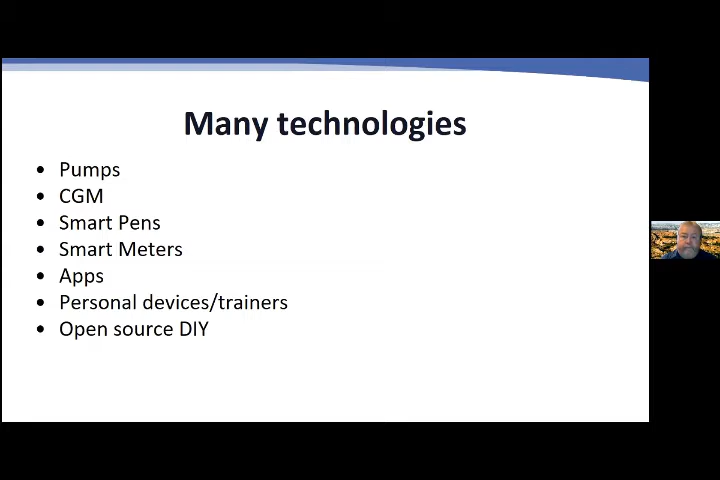 Many technologies
• Pumps
• CGM
• Smart Pens
• Smart Meters
• Apps
• Personal devices/trainers
• Open source DIY